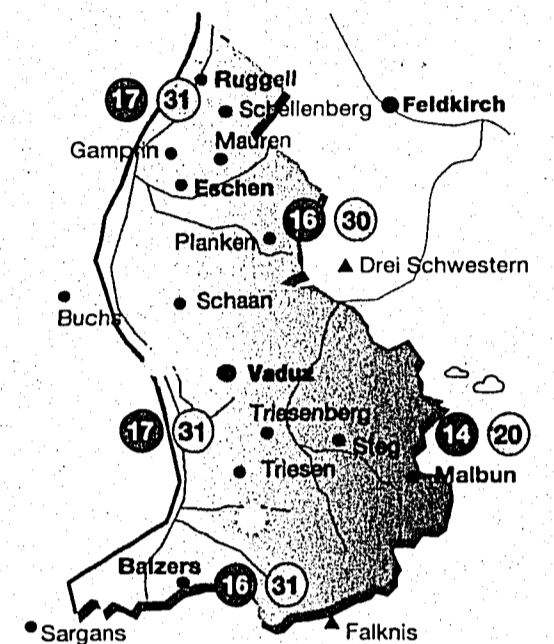 Ruggell
17 31
Schellenberg
Feldkirch
Mauren
Gamprin
Eschen
16 30
Planken
Drei Schwestern
Schaan
Buchs
Vaduz
Triesenberg
17 31
14 20
Steg
Triesen
Malbun
Balzers
16 31
Falknis
Sargans